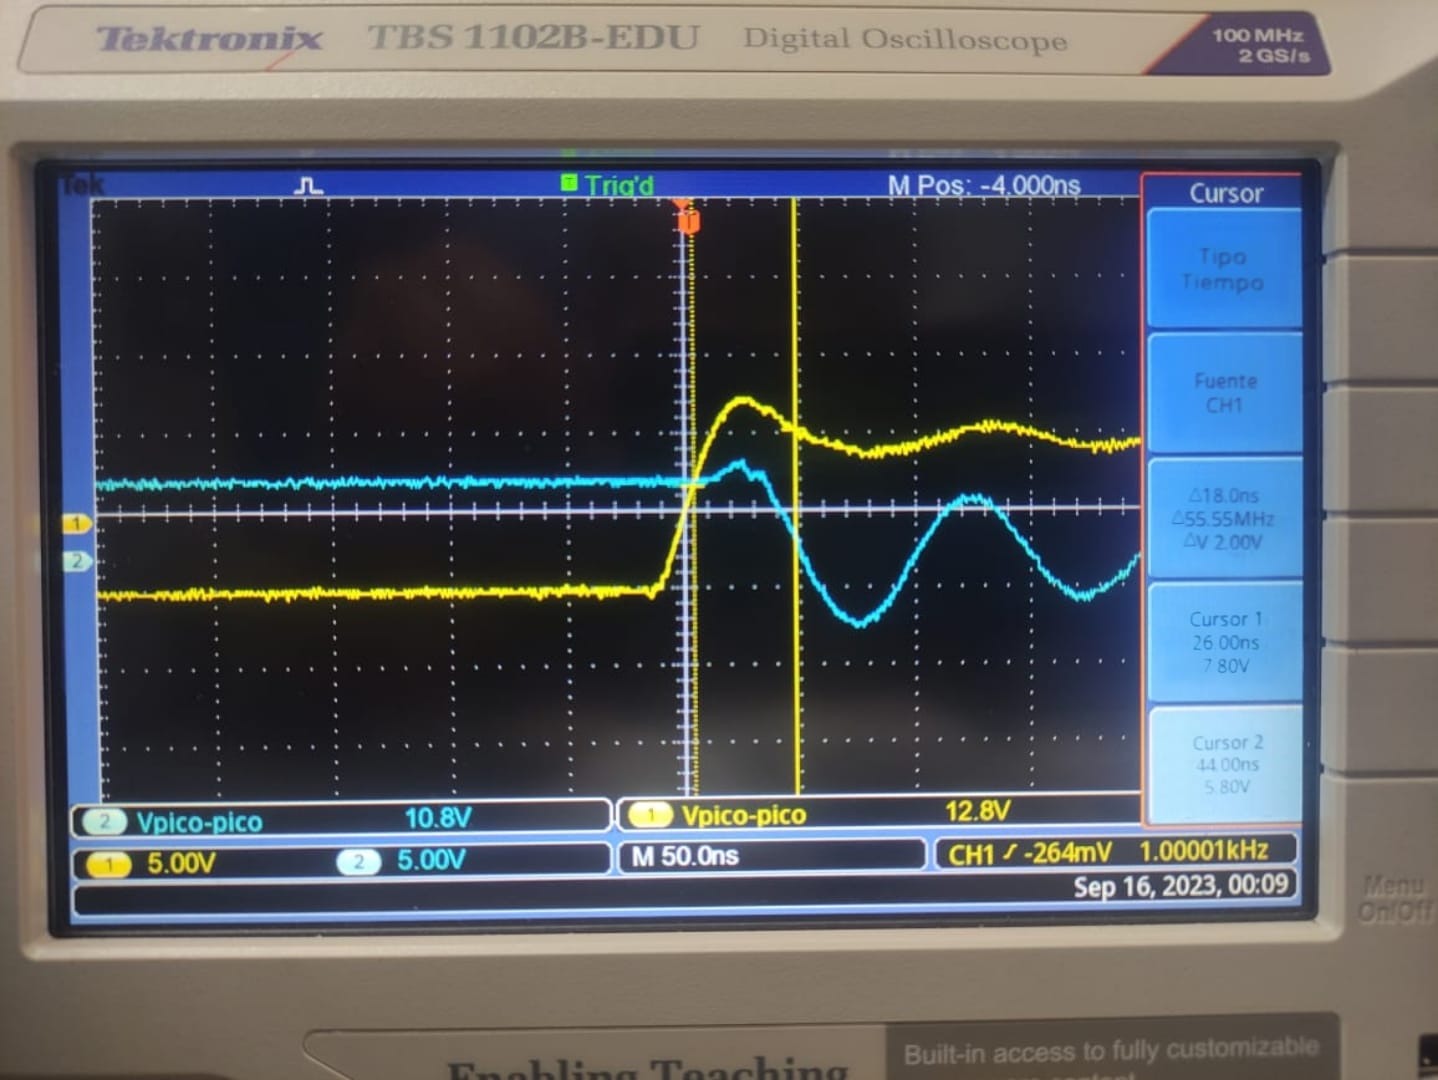 Tektronix TBS 1102B-EDU Digital Oscilloscope
100 MHz
2 GS/s
Tek
T Trig'd
M Pos: -4.000ns
Cursor
T
Tipo
Tiempo
Fuente
CH1
△18.0ns
△55.55MHz
△V 2.00V
Cursor 1
26.00ns
7.80V
Cursor 2
44.00ns
5.80V
1
2
2 Vpico-pico 10.8V
1 Vpico-pico 12.8V
1 5.00V 2 5.00V
M 50.0ns
CH1 -264mV 1.00001kHz
Sep 16, 2023, 00:09
Menu
On/Off
Enabling Teaching
Built-in access to fully customizable
content